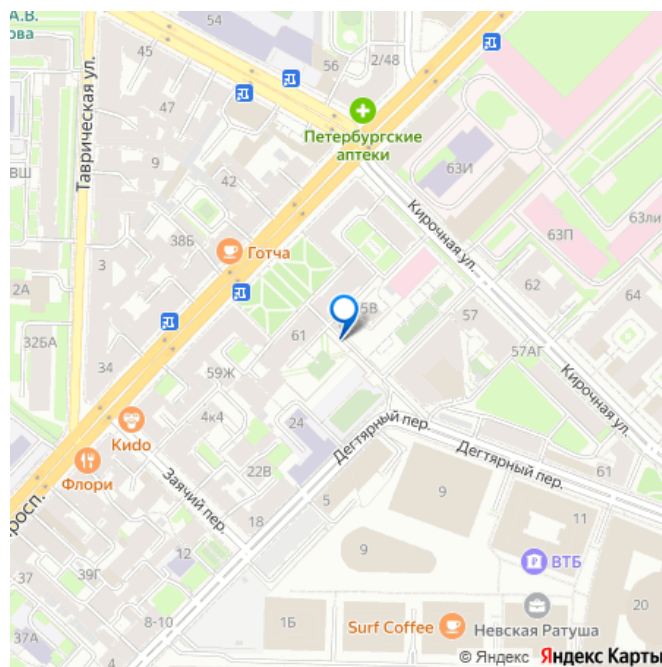 А.В.
ова
54
45
56
2/48
Петербургские
аптеки
47
Таврическая ул.
ВШ
9
42
63И
63ли
Кирочная ул.
63П
38Б
Готча
3
2А
62
64
5В
57
61
32БА
57АГ
34
59Ж
Кирочная ул.
4к4
Кido
24
Дегтярный пер.
Дегтярный пер.
61
Флори
22В
Заячий пер.
9
росп.
5
18
11
9
12
ВТБ
37
39Г
20
8-10
1Б
Surf Coffee
Невская Ратуша
37А
© Яндекс Яндекс Карты